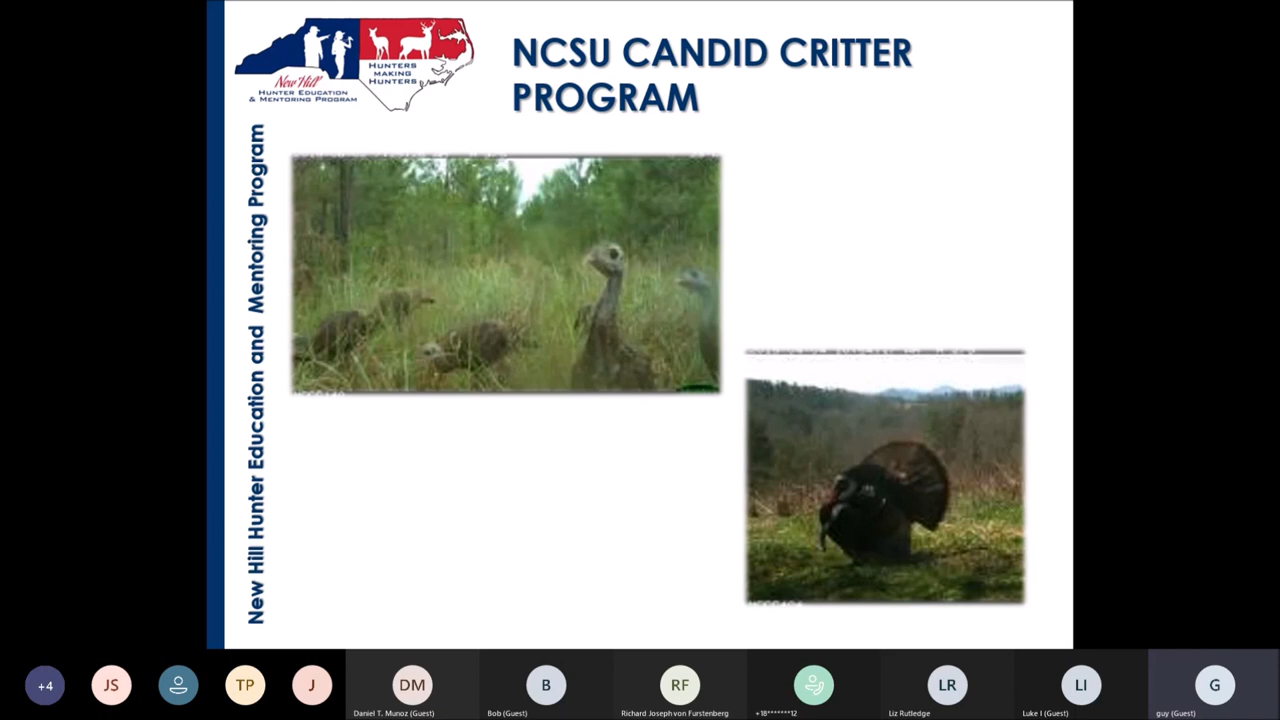 NCSU CANDID CRITTER
PROGRAM
HUNTERS
MAKING
HUNTERS
New Hill
HUNTER EDUCATION
& MENTORING PROGRAM
New Hill Hunter Education and Mentoring Program
+4
JS
TP
J
DM
B
RF
LR
LI
G
Daniel T. Munoz (Guest)
Bob (Guest)
Richard Joseph von Furstenberg
+18*******12
Liz Rutledge
Luke I (Guest)
guy (Guest)